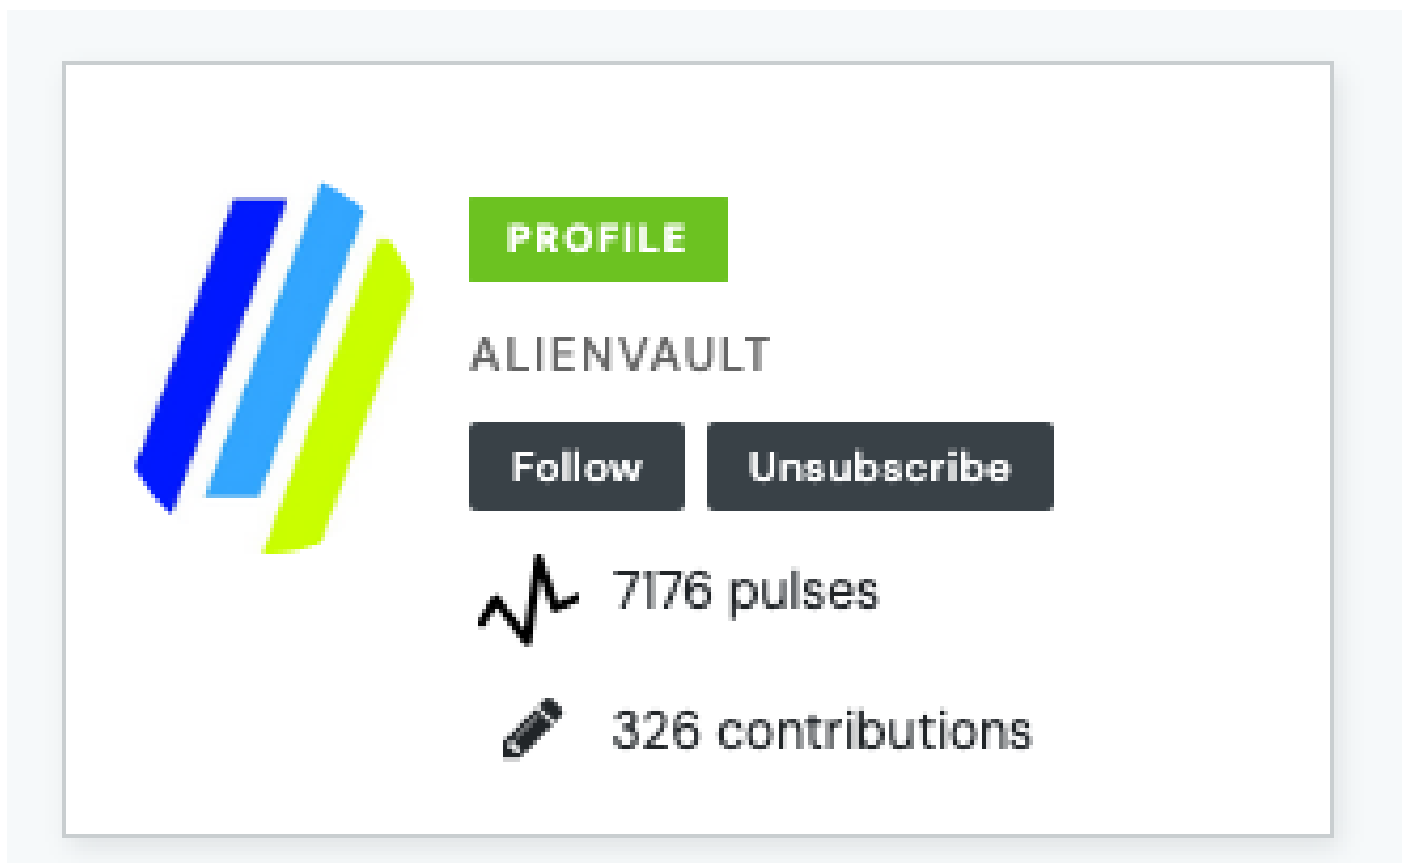 PROFILE
ALIENVAULT
Follow Unsubscribe
7176 pulses
326 contributions